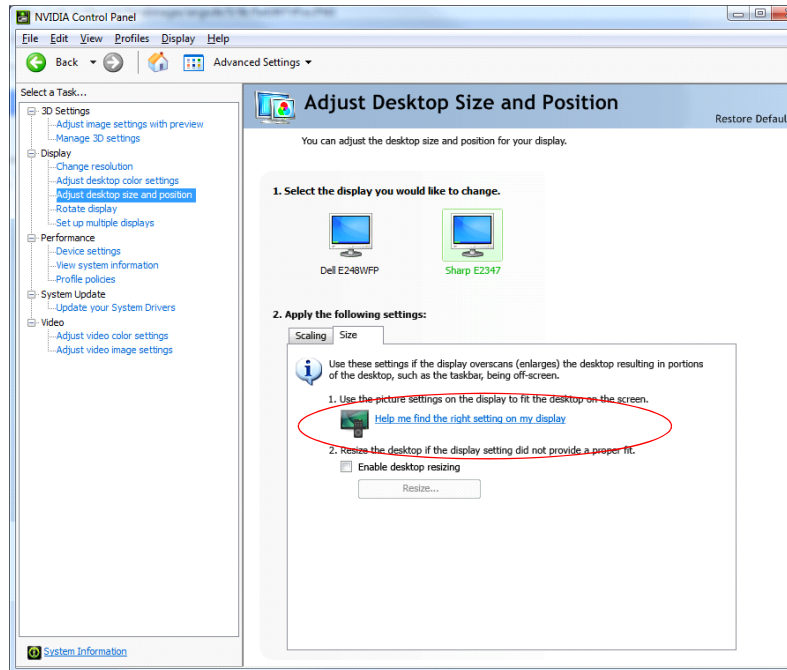 NVIDIA Control Panel
File Edit View Profiles Display Help
Back Advanced Settings
Select a Task...
3D Settings
Adjust image settings with preview
Manage 3D settings
Display
Change resolution
Adjust desktop color settings
Adjust desktop size and position
Rotate display
Set up multiple displays
Performance
Device settings
View system information
Profile policies
System Update
Update your System Drivers
Video
Adjust video color settings
Adjust video image settings
System Information
Adjust Desktop Size and Position
Restore Defaul
You can adjust the desktop size and position for your display.
1. Select the display you would like to change.
Dell E248WFP Sharp E2347
2. Apply the following settings:
Scaling Size
Use these settings if the display overscans (enlarges) the desktop resulting in portions
of the desktop, such as the taskbar, being off-screen.
1. Use the picture settings on the display to fit the desktop on the screen.
Help me find the right setting on my display
2. Resize the desktop if the display setting did not provide a proper fit.
Enable desktop resizing
Resize...